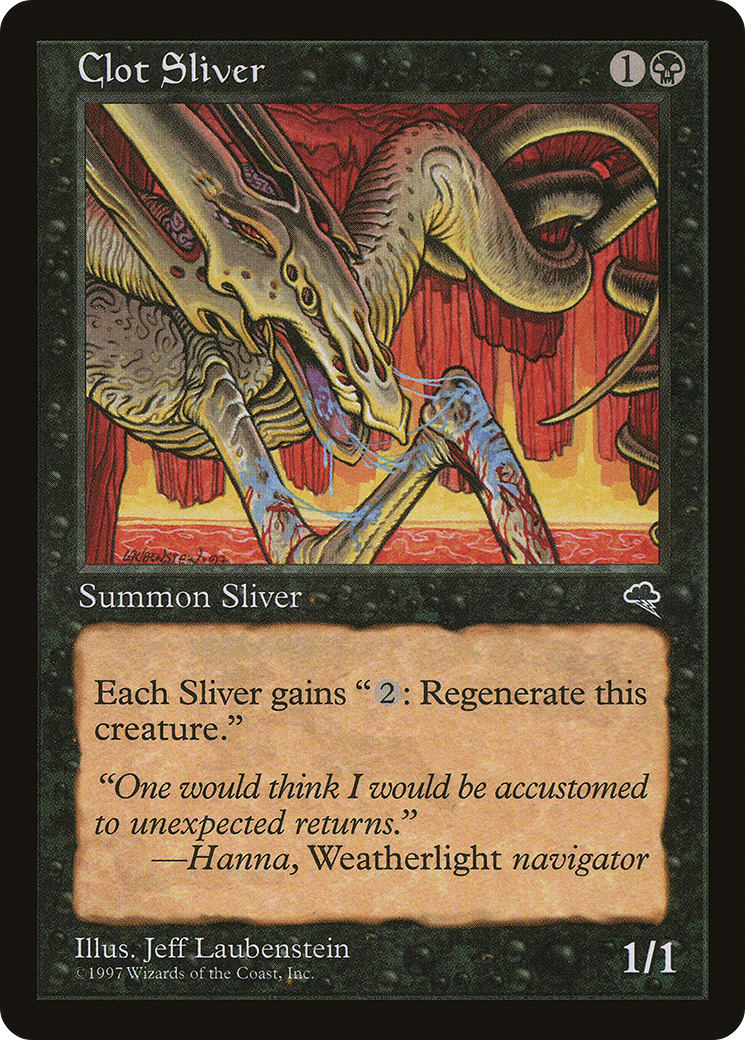 Clot Sliver 1
LAUBENSTEIN
Summon Sliver
Each Sliver gains “2: Regenerate this
creature.”
“One would think I would be accustomed
to unexpected returns.”
—Hanna, Weatherlight navigator
Illus. Jeff Laubenstein
©1997 Wizards of the Coast, Inc.
1/1